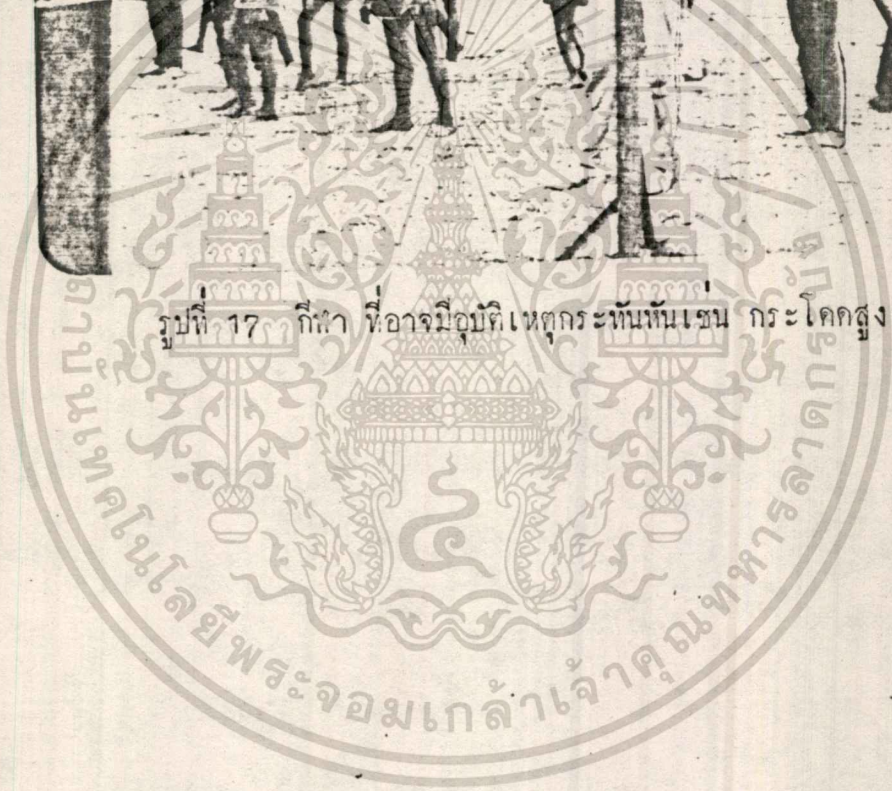 รูปที่ 17 กีฬา ที่อาจมีอุบัติเหตุกระทันหันเช่น กระโดดสูง
สถาบันเทคโนโลยีพระจอมเกล้าเจ้าคุณทหารลาดกระบัง